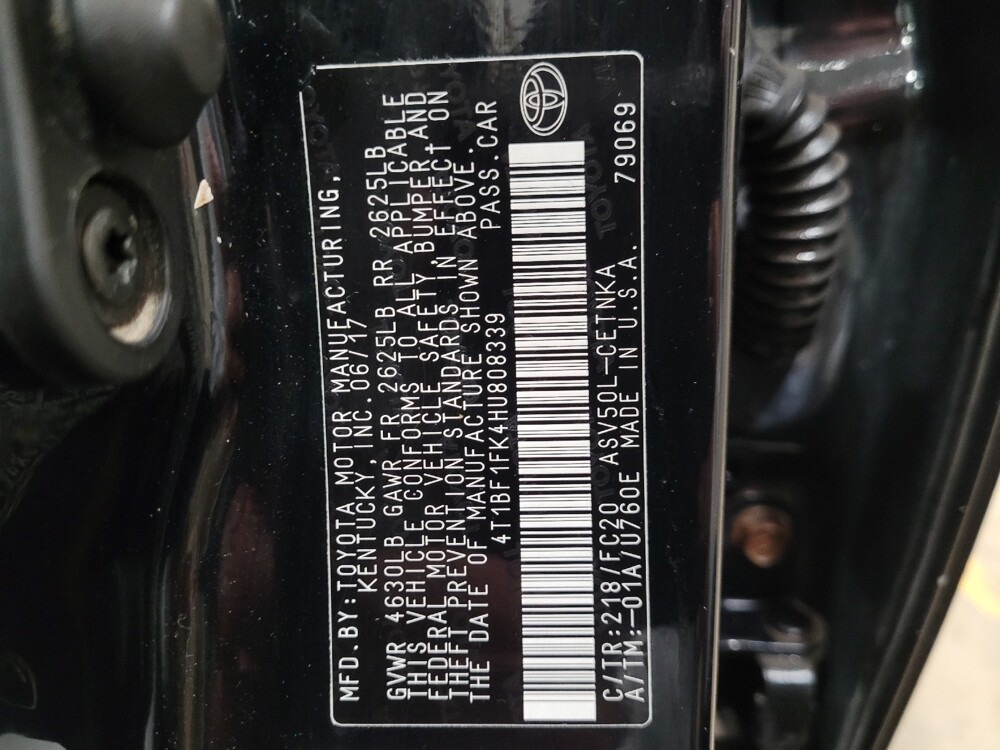 MFD.BY:TOYOTA MOTOR MANUFACTURING,
KENTUCKY,INC.06/17
GVWR 4630LB GAWR FR 2625LB RR 2625LB
THIS VEHICLE CONFORMS TO ALL APPLICABLE
FEDERAL MOTOR VEHICLE SAFETY, BUMPER,AND
THEFT PREVENTION STANDARDS IN EFFECT ON
THE DATE OF MANUFACTURE SHOWN ABOVE.
4T1BF1FK4HU808339 PASS.CAR
C/TR:218/FC20 ASV50L-CETNKA
A/TM:-01A/U760E MADE IN U.S.A. 79069